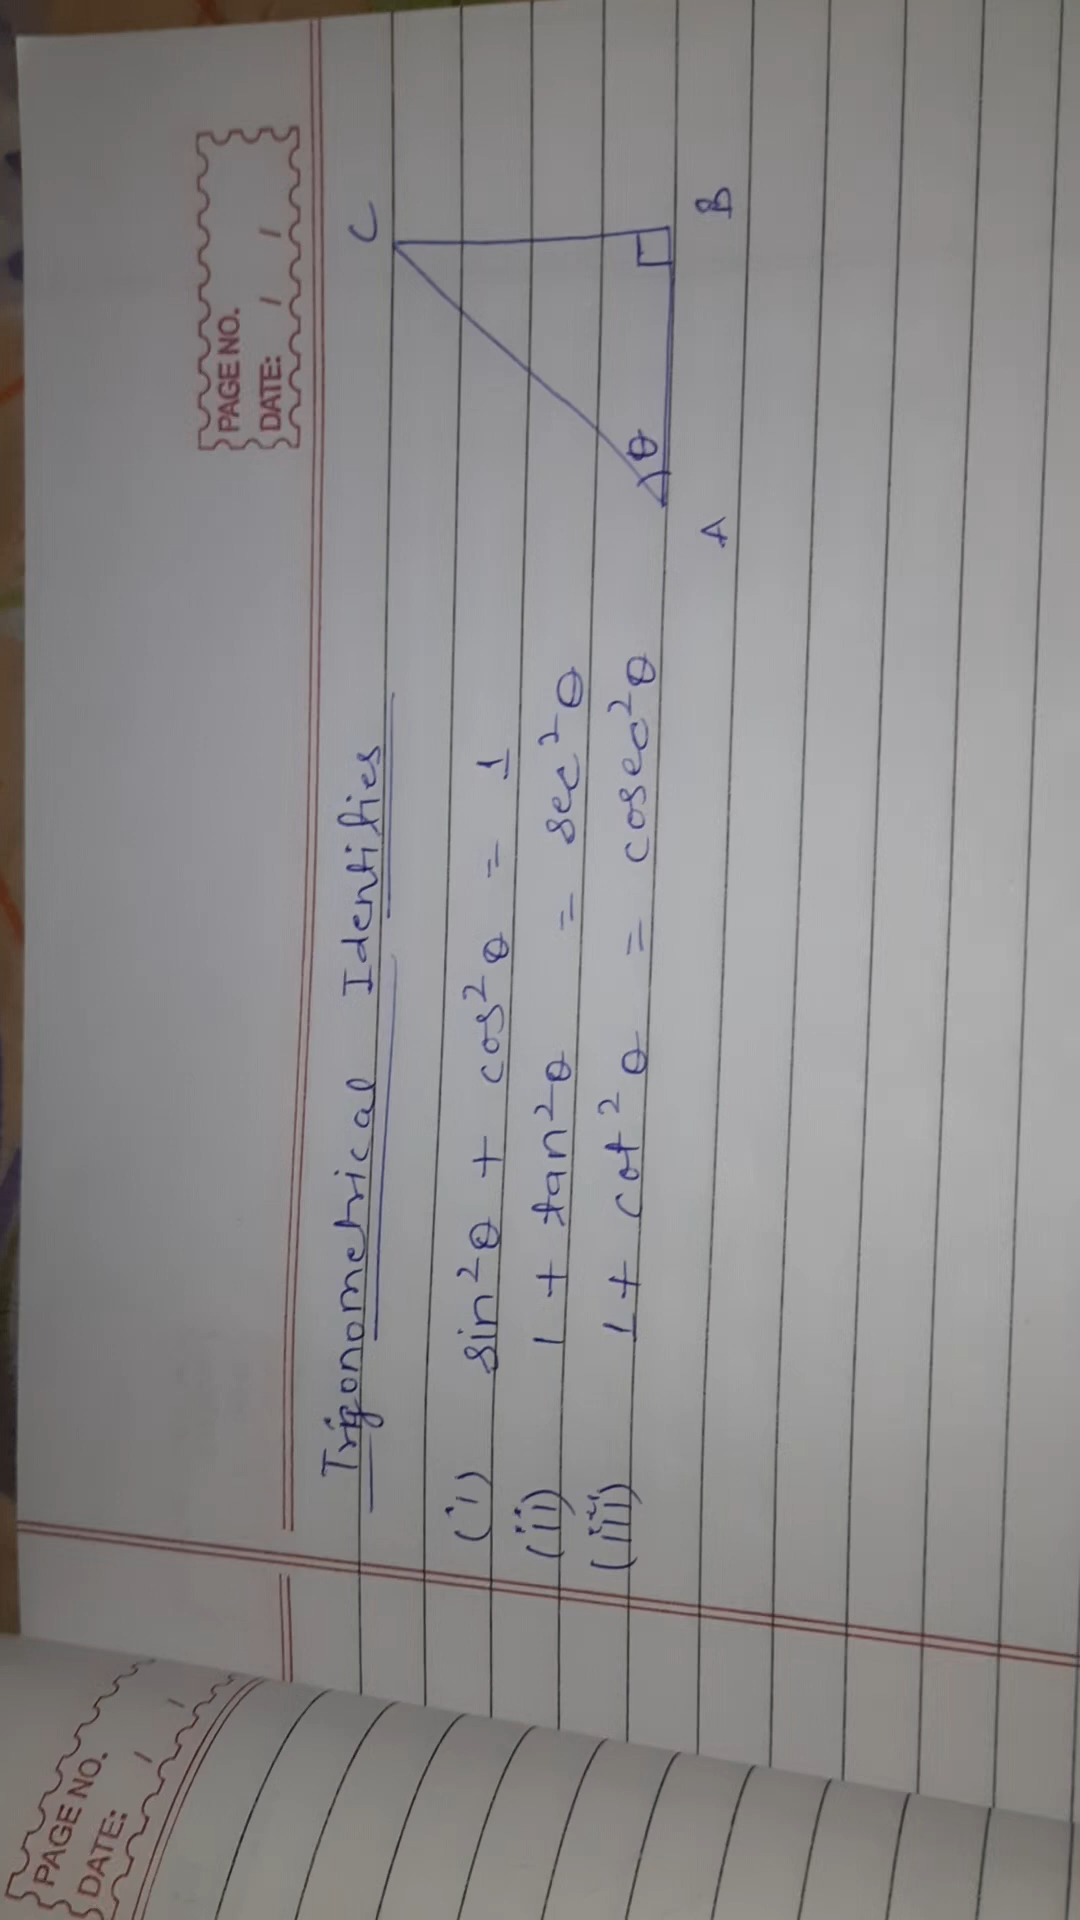 PAGE NO.
DATE: / /
Trigonometrical Identities
(i) sin²θ + cos²θ = 1
(ii) 1 + tan²θ = sec²θ
(iii) 1 + cot²θ = cosec²θ
C
θ
A B
PAGE NO.
DATE: / /